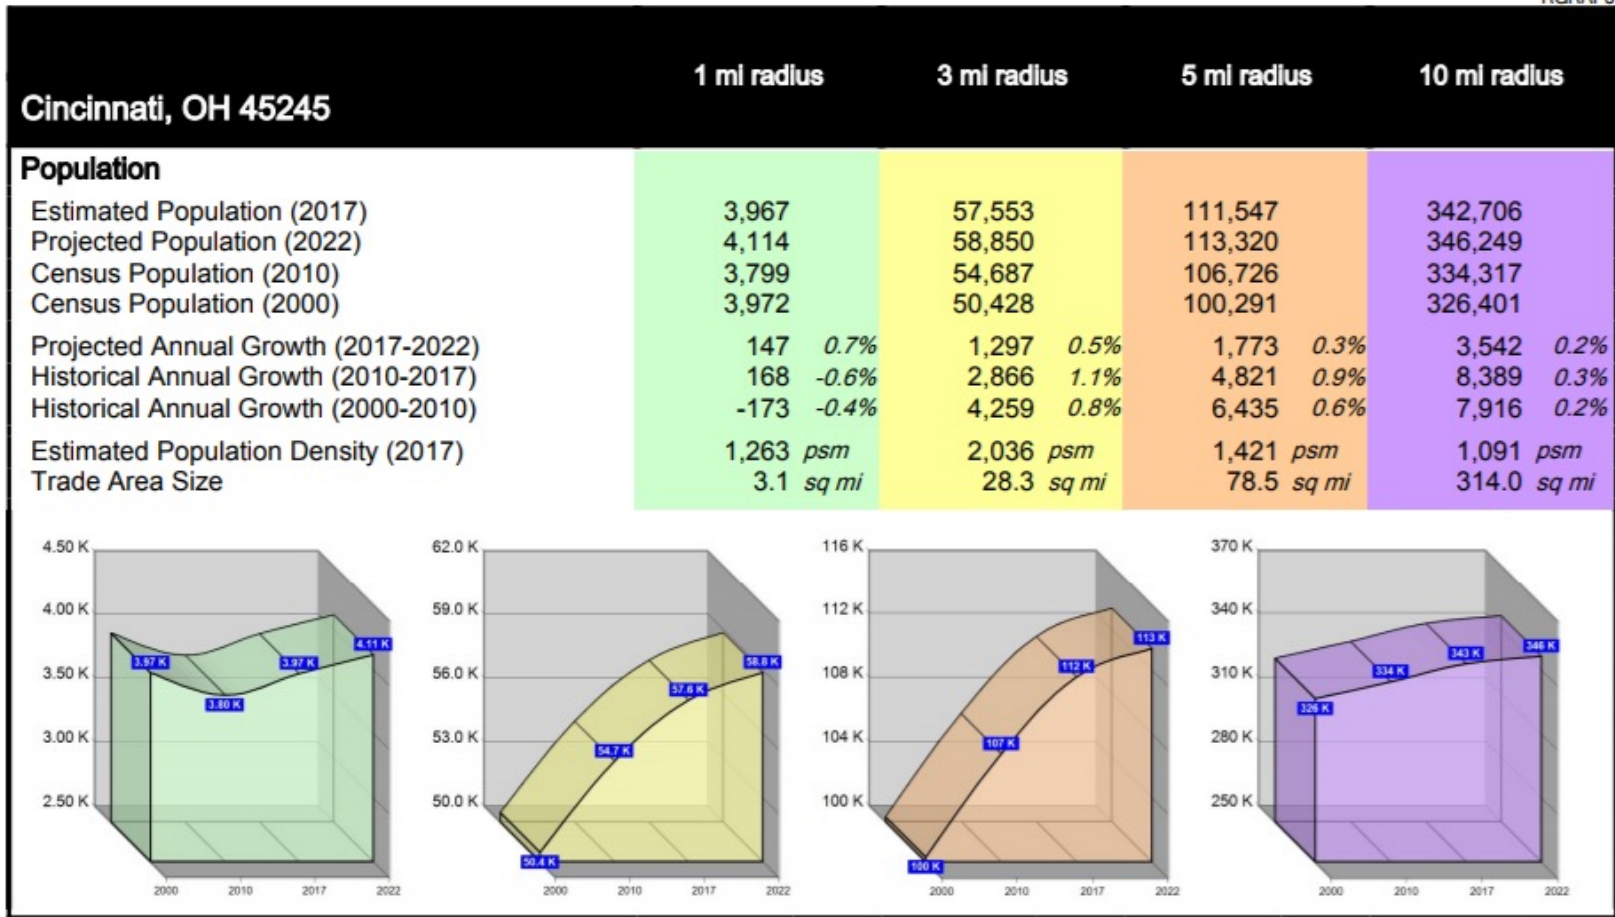 1 mi radius 3 mi radius 5 mi radius 10 mi radius
Cincinnati, OH 45245
Population
Estimated Population (2017) 3,967 57,553 111,547 342,706
Projected Population (2022) 4,114 58,850 113,320 346,249
Census Population (2010) 3,799 54,687 106,726 334,317
Census Population (2000) 3,972 50,428 100,291 326,401
Projected Annual Growth (2017-2022) 147 0.7% 1,297 0.5% 1,773 0.3% 3,542 0.2%
Historical Annual Growth (2010-2017) 168 -0.6% 2,866 1.1% 4,821 0.9% 8,389 0.3%
Historical Annual Growth (2000-2010) -173 -0.4% 4,259 0.8% 6,435 0.6% 7,916 0.2%
Estimated Population Density (2017) 1,263 psm 2,036 psm 1,421 psm 1,091 psm
Trade Area Size 3.1 sq mi 28.3 sq mi 78.5 sq mi 314.0 sq mi
4.50 K
4.00 K
3.50 K
3.00 K
2.50 K
3.97 K
3.80 K
3.97 K
4.11 K
2000 2010 2017 2022
62.0 K
59.0 K
56.0 K
53.0 K
50.0 K
50.4 K
54.7 K
57.6 K
58.8 K
2000 2010 2017 2022
116 K
112 K
108 K
104 K
100 K
100 K
107 K
112 K
113 K
2000 2010 2017 2022
370 K
340 K
310 K
280 K
250 K
326 K
334 K
343 K
346 K
2000 2010 2017 2022